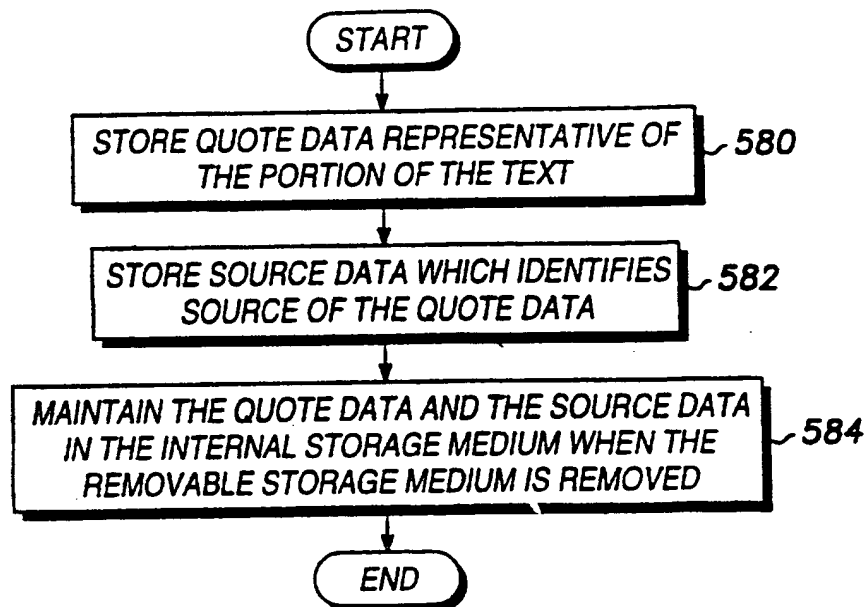 START
STORE QUOTE DATA REPRESENTATIVE OF
THE PORTION OF THE TEXT
580
STORE SOURCE DATA WHICH IDENTIFIES
SOURCE OF THE QUOTE DATA
582
MAINTAIN THE QUOTE DATA AND THE SOURCE DATA
IN THE INTERNAL STORAGE MEDIUM WHEN THE
REMOVABLE STORAGE MEDIUM IS REMOVED
584
END